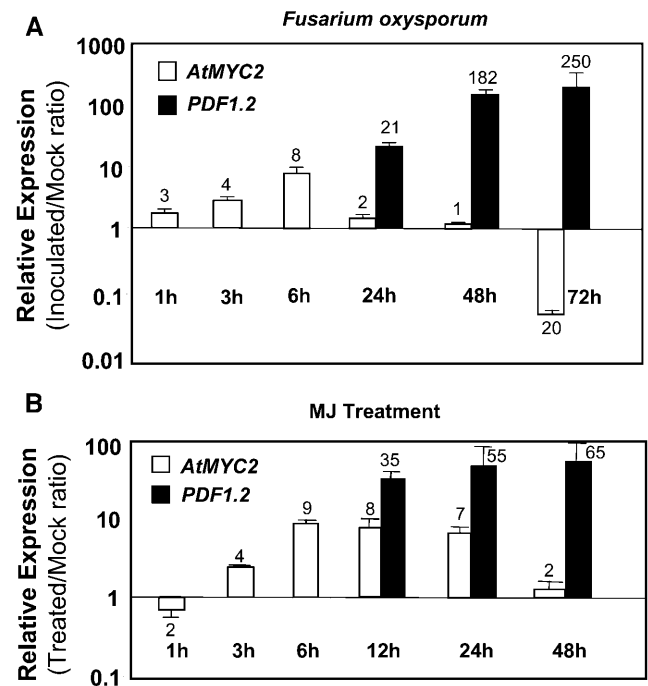 A
Fusarium oxysporum
1000
100
10
1
0.1
0.01
Relative Expression
(Inoculated/Mock ratio)
AtMYC2
PDF1.2
3
4
8
2
21
1
182
20
250
1h 3h 6h 24h 48h 72h
B
MJ Treatment
100
10
1
0.1
Relative Expression
(Treated/Mock ratio)
AtMYC2
PDF1.2
2
4
9
8
35
7
55
2
65
1h 3h 6h 12h 24h 48h